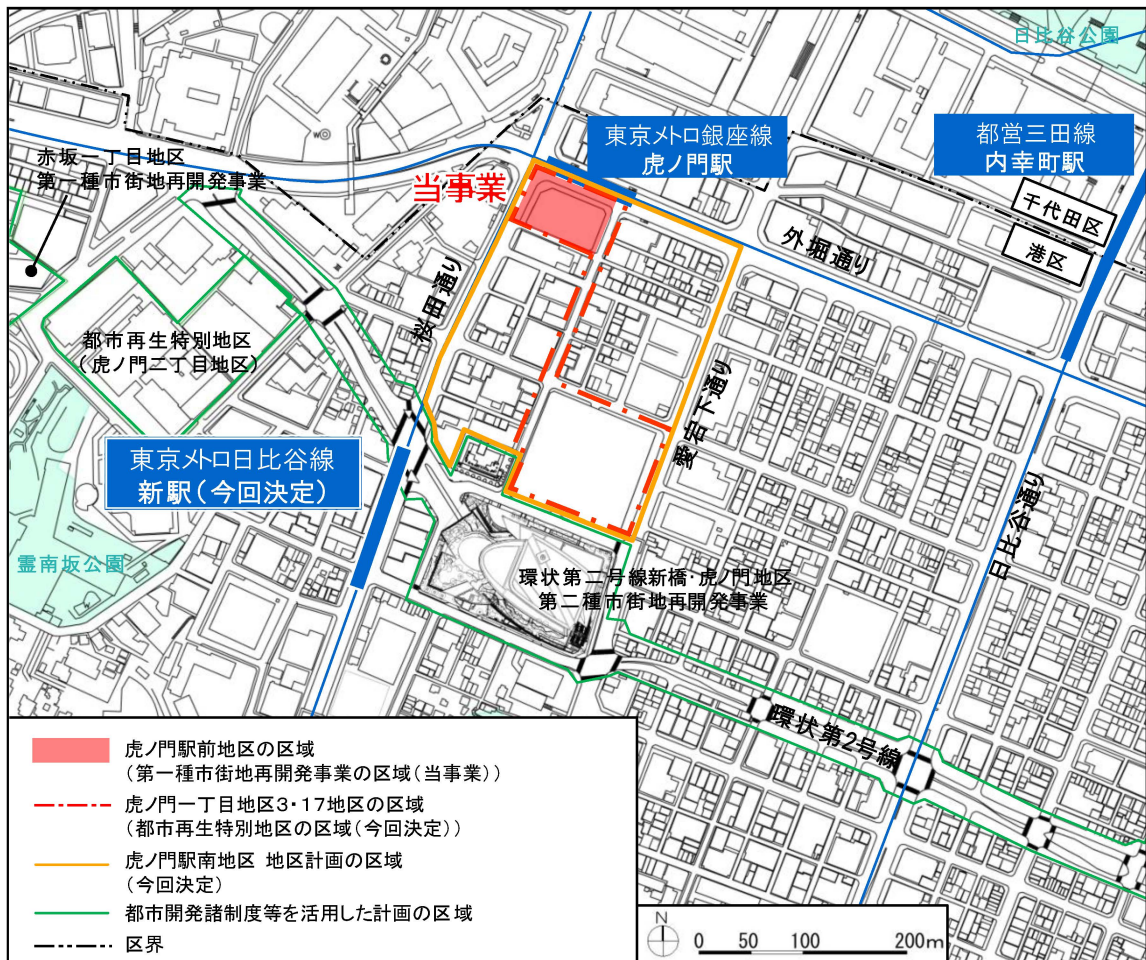 日比谷公園
東京メトロ銀座線
虎ノ門駅
都営三田線
内幸町駅
赤坂一丁目地区
第一種市街地再開発事業
当事業
千代田区
港区
外堀通り
桜田通り
都市再生特別地区
(虎ノ門二丁目地区)
愛宕下通り
東京メトロ日比谷線
新駅(今回決定)
日比谷通り
霊南坂公園
環状第二号線新橋・虎ノ門地区
第二種市街地再開発事業
環状第2号線
虎ノ門駅前地区の区域
(第一種市街地再開発事業の区域(当事業))
虎ノ門一丁目地区3・17地区の区域
(都市再生特別地区の区域(今回決定))
虎ノ門駅南地区 地区計画の区域
(今回決定)
都市開発諸制度等を活用した計画の区域
区界
N
0 50 100 200m